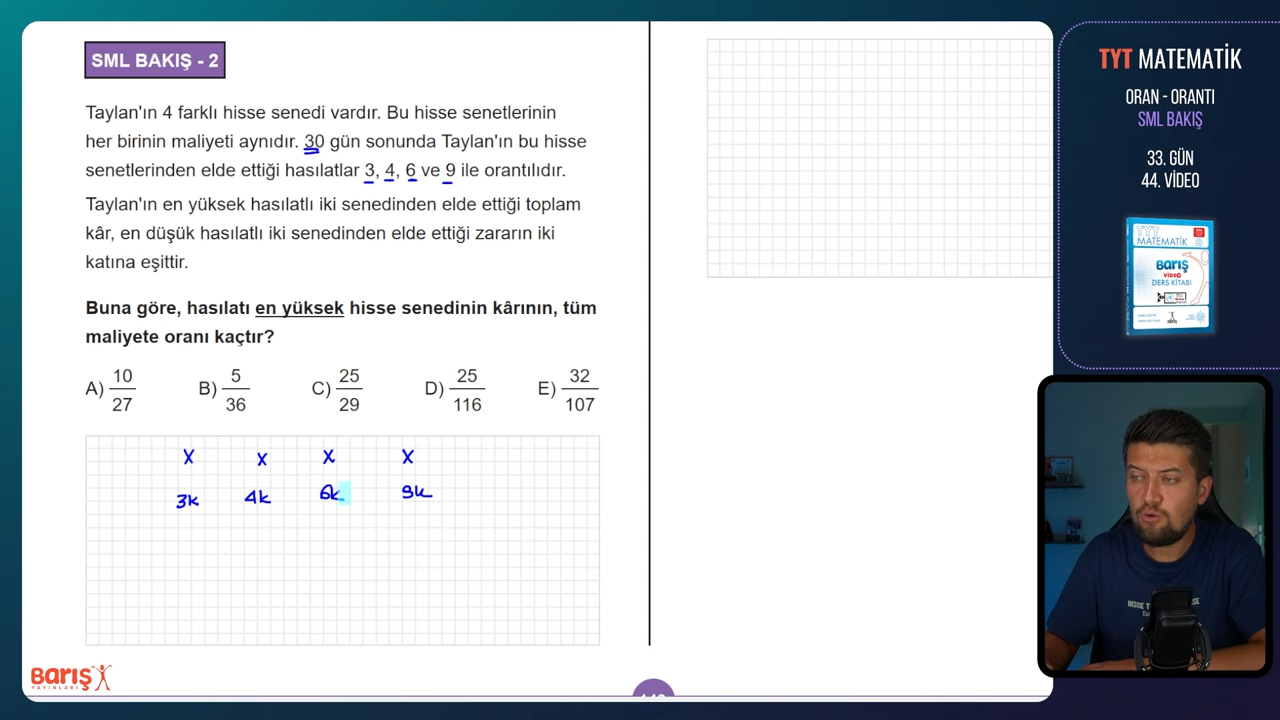 SML BAKIŞ - 2
Taylan'ın 4 farklı hisse senedi vardır. Bu hisse senetlerinin
her birinin maliyeti aynıdır. 30 gün sonunda Taylan'ın bu hisse
senetlerinden elde ettiği hasılatlar 3, 4, 6 ve 9 ile orantılıdır.
Taylan'ın en yüksek hasılatlı iki senedinden elde ettiği toplam
kâr, en düşük hasılatlı iki senedinden elde ettiği zararın iki
katına eşittir.
Buna göre, hasılatı en yüksek hisse senedinin kârının, tüm
maliyete oranı kaçtır?
A) 10/27 B) 5/36 C) 25/29 D) 25/116 E) 32/107
x x x x
3k 4k 6k 9k
BARIŞ
YAYINLARI
TYT MATEMATİK
ORAN - ORANTI
SML BAKIŞ
33. GÜN
44. VİDEO
TYT
MATEMATİK
BARIŞ
VİDEO
DERS KİTABI